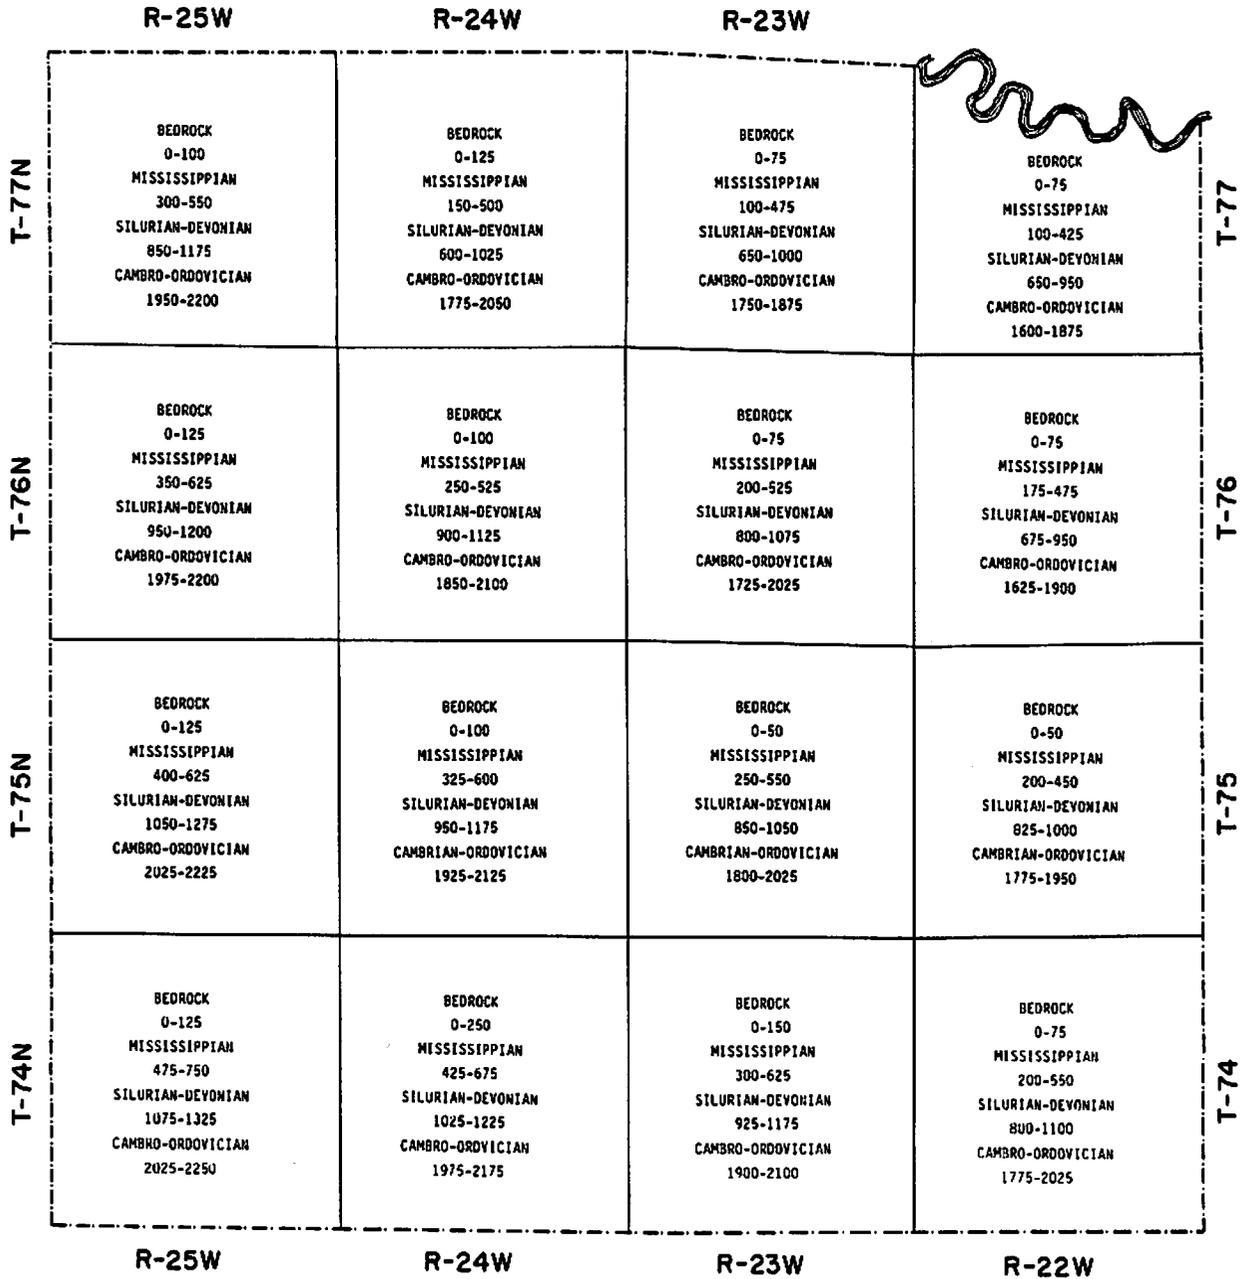 R-25W
R-24W
R-23W
T-77N
BEDROCK
0-100
MISSISSIPPIAN
300-550
SILURIAN-DEVONIAN
850-1175
CAMBRO-ORDOVICIAN
1950-2200
BEDROCK
0-125
MISSISSIPPIAN
150-500
SILURIAN-DEVONIAN
600-1025
CAMBRO-ORDOVICIAN
1775-2050
BEDROCK
0-75
MISSISSIPPIAN
100-475
SILURIAN-DEVONIAN
650-1000
CAMBRO-ORDOVICIAN
1750-1875
BEDROCK
0-75
MISSISSIPPIAN
100-425
SILURIAN-DEVONIAN
650-950
CAMBRO-ORDOVICIAN
1600-1875
T-77
T-76N
BEDROCK
0-125
MISSISSIPPIAN
350-625
SILURIAN-DEVONIAN
950-1200
CAMBRO-ORDOVICIAN
1975-2200
BEDROCK
0-100
MISSISSIPPIAN
250-525
SILURIAN-DEVONIAN
900-1125
CAMBRO-ORDOVICIAN
1850-2100
BEDROCK
0-75
MISSISSIPPIAN
200-525
SILURIAN-DEVONIAN
800-1075
CAMBRO-ORDOVICIAN
1725-2025
BEDROCK
0-75
MISSISSIPPIAN
175-475
SILURIAN-DEVONIAN
675-950
CAMBRO-ORDOVICIAN
1625-1900
T-76
T-75N
BEDROCK
0-125
MISSISSIPPIAN
400-625
SILURIAN-DEVONIAN
1050-1275
CAMBRO-ORDOVICIAN
2025-2225
BEDROCK
0-100
MISSISSIPPIAN
325-600
SILURIAN-DEVONIAN
950-1175
CAMBRIAN-ORDOVICIAN
1925-2125
BEDROCK
0-50
MISSISSIPPIAN
250-550
SILURIAN-DEVONIAN
850-1050
CAMBRIAN-ORDOVICIAN
1800-2025
BEDROCK
0-50
MISSISSIPPIAN
200-450
SILURIAN-DEVONIAN
825-1000
CAMBRIAN-ORDOVICIAN
1775-1950
T-75
T-74N
BEDROCK
0-125
MISSISSIPPIAN
475-750
SILURIAN-DEVONIAN
1075-1325
CAMBRO-ORDOVICIAN
2025-2250
BEDROCK
0-250
MISSISSIPPIAN
425-675
SILURIAN-DEVONIAN
1025-1225
CAMBRO-ORDYICIAN
1975-2175
BEDROCK
0-150
MISSISSIPPIAN
300-625
SILURIAN-DEVONIAN
925-1175
CAMBRO-ORDOVICIAN
1900-2100
BEDROCK
0-75
MISSISSIPPIAN
200-550
SILURIAN-DEVONIAN
800-1100
CAMBRO-ORDOVICIAN
1775-2025
T-74
R-25W
R-24W
R-23W
R-22W